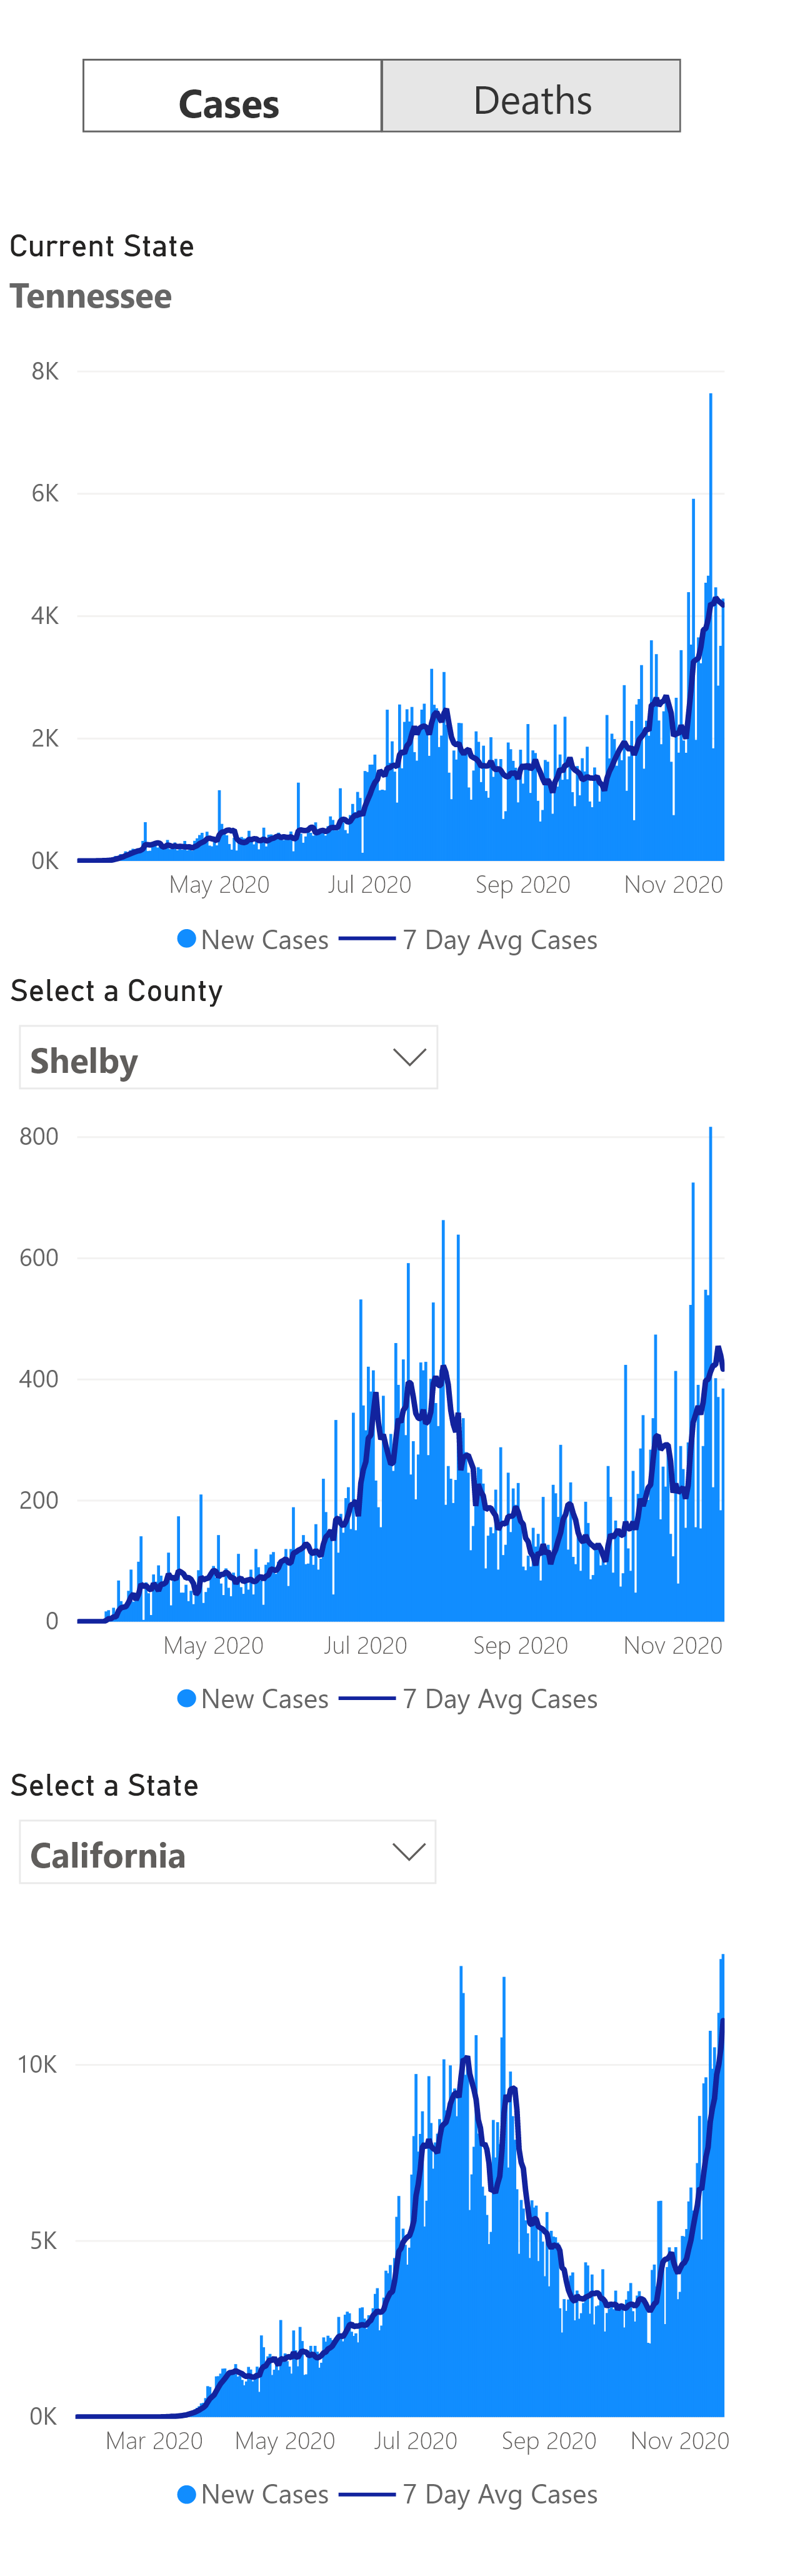 Cases Deaths
Current State
Tennessee
8K
6K
4K
2K
0K
May 2020 Jul 2020 Sep 2020 Nov 2020
New Cases 7 Day Avg Cases
Select a County
Shelby
800
600
400
200
0
May 2020 Jul 2020 Sep 2020 Nov 2020
New Cases 7 Day Avg Cases
Select a State
California
10K
5K
0K
Mar 2020 May 2020 Jul 2020 Sep 2020 Nov 2020
New Cases 7 Day Avg Cases